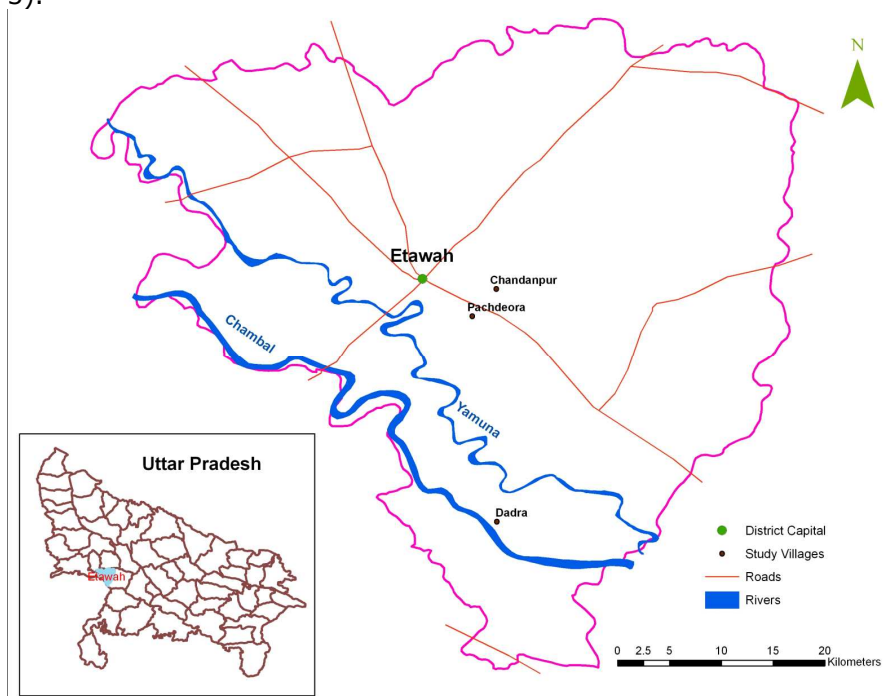 3).
N
Etawah
Chandanpur
Pachdeora
Chambal
Yamuna
Dadra
Uttar Pradesh
Etawah
District Capital
Study Villages
Roads
Rivers
0 2.5 5 10 15 20
Kilometers